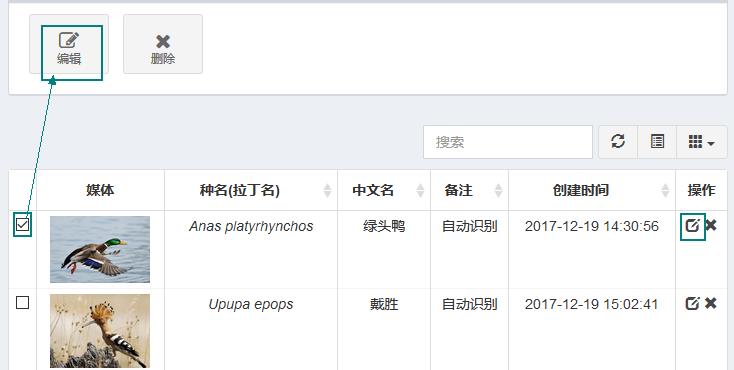 编辑 删除
搜索
媒体 种名(拉丁名) 中文名 备注 创建时间 操作
Anas platyrhynchos 绿头鸭 自动识别 2017-12-19 14:30:56
Upupa epops 戴胜 自动识别 2017-12-19 15:02:41